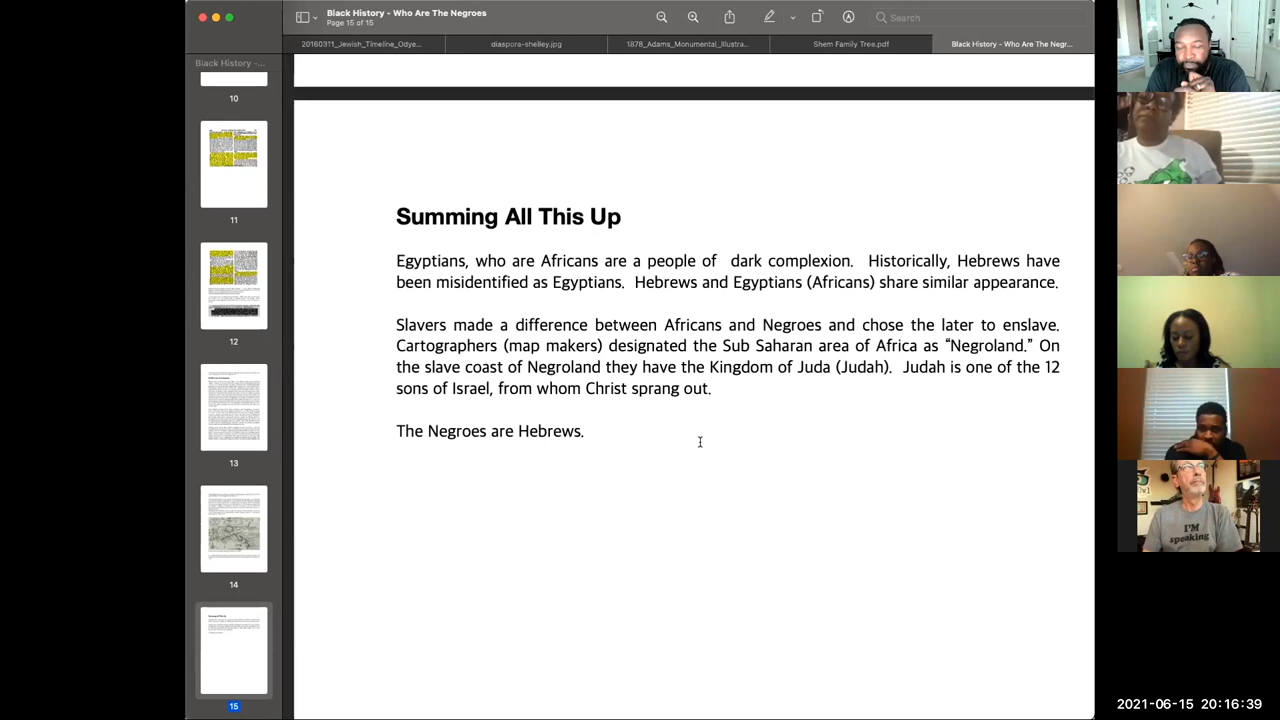 Black History - Who Are The Negroes
Page 15 of 15
Search
20160311_Jewish_Timeline_Odye...
diaspora-shelley.jpg
1878_Adams_Monumental_Illustra...
Shem Family Tree.pdf
Black History - Who Are The Negr...
Black History -...
10
11
12
13
14
15
Summing All This Up
Egyptians, who are Africans are a people of dark complexion. Historically, Hebrews have
been misidentified as Egyptians. Hebrews and Egyptians (Africans) share similar appearance.
Slavers made a difference between Africans and Negroes and chose the later to enslave.
Cartographers (map makers) designated the Sub Saharan area of Africa as “Negroland.” On
the slave coast of Negroland they have the Kingdom of Juda (Judah). Judah is one of the 12
sons of Israel, from whom Christ sprang out.
The Negroes are Hebrews.
I'M
speaking
2021-06-15 20:16:39